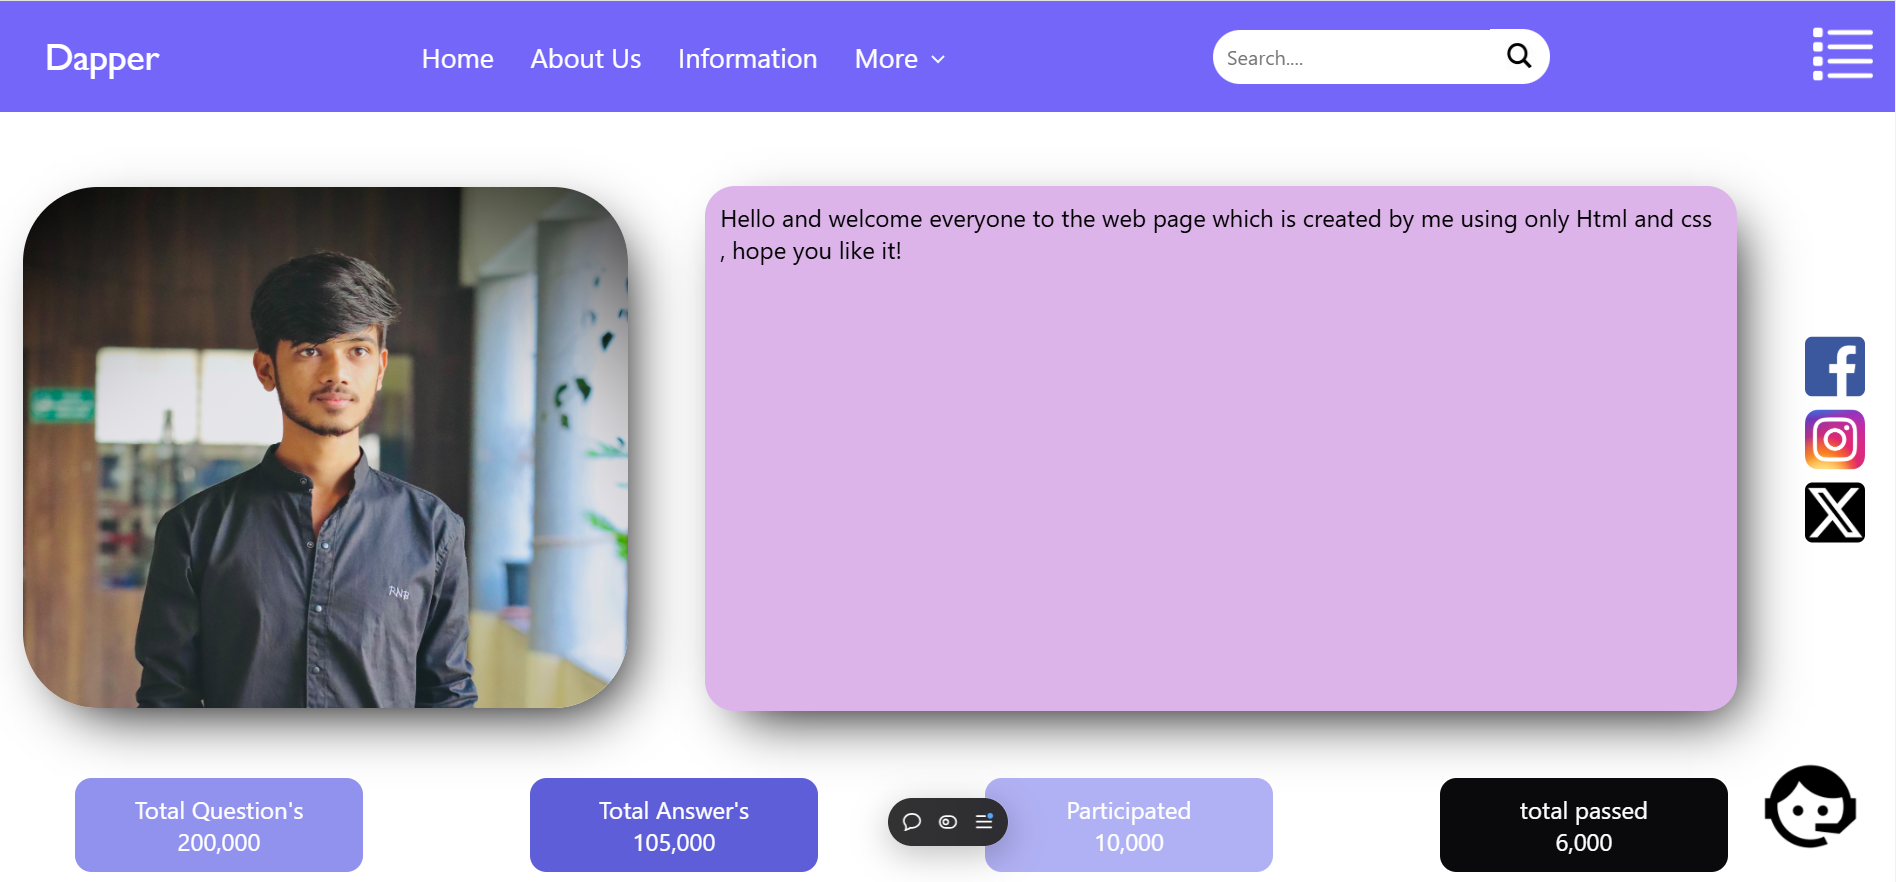 Dapper
Home
About Us
Information
More
Search....
Hello and welcome everyone to the web page which is created by me using only Html and css
, hope you like it!
RNB
Total Question's
200,000
Total Answer's
105,000
Participated
10,000
total passed
6,000